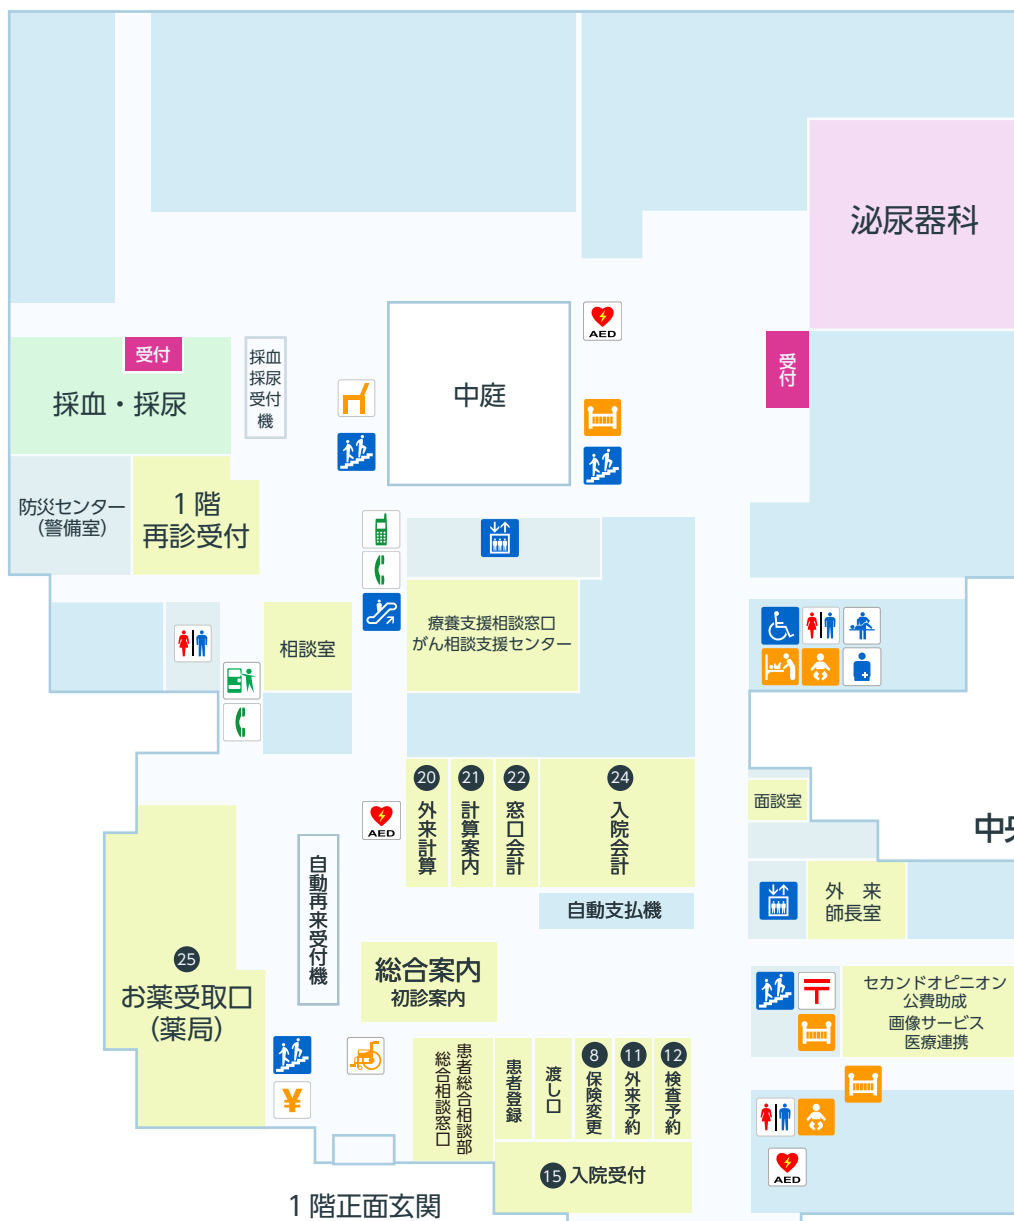 泌尿器科
AED
受付
採血・採尿
採血
採尿
受付
機
中庭
受付
防災センター
(警備室)
1階
再診受付
療養支援相談窓口
がん相談支援センター
相談室
20 外来計算
21 計算案内
22 窓口会計
24 入院会計
面談室
AED
中央
自動再来受付機
自動支払機
外 来
師長室
25
お薬受取口
(薬局)
総合案内
初診案内
セカンドオピニオン
公費助成
画像サービス
医療連携
¥
患者総合相談部
総合相談窓口
患者登録
渡し口
8 保険変更
11 外来予約
12 検査予約
15 入院受付
AED
1階正面玄関